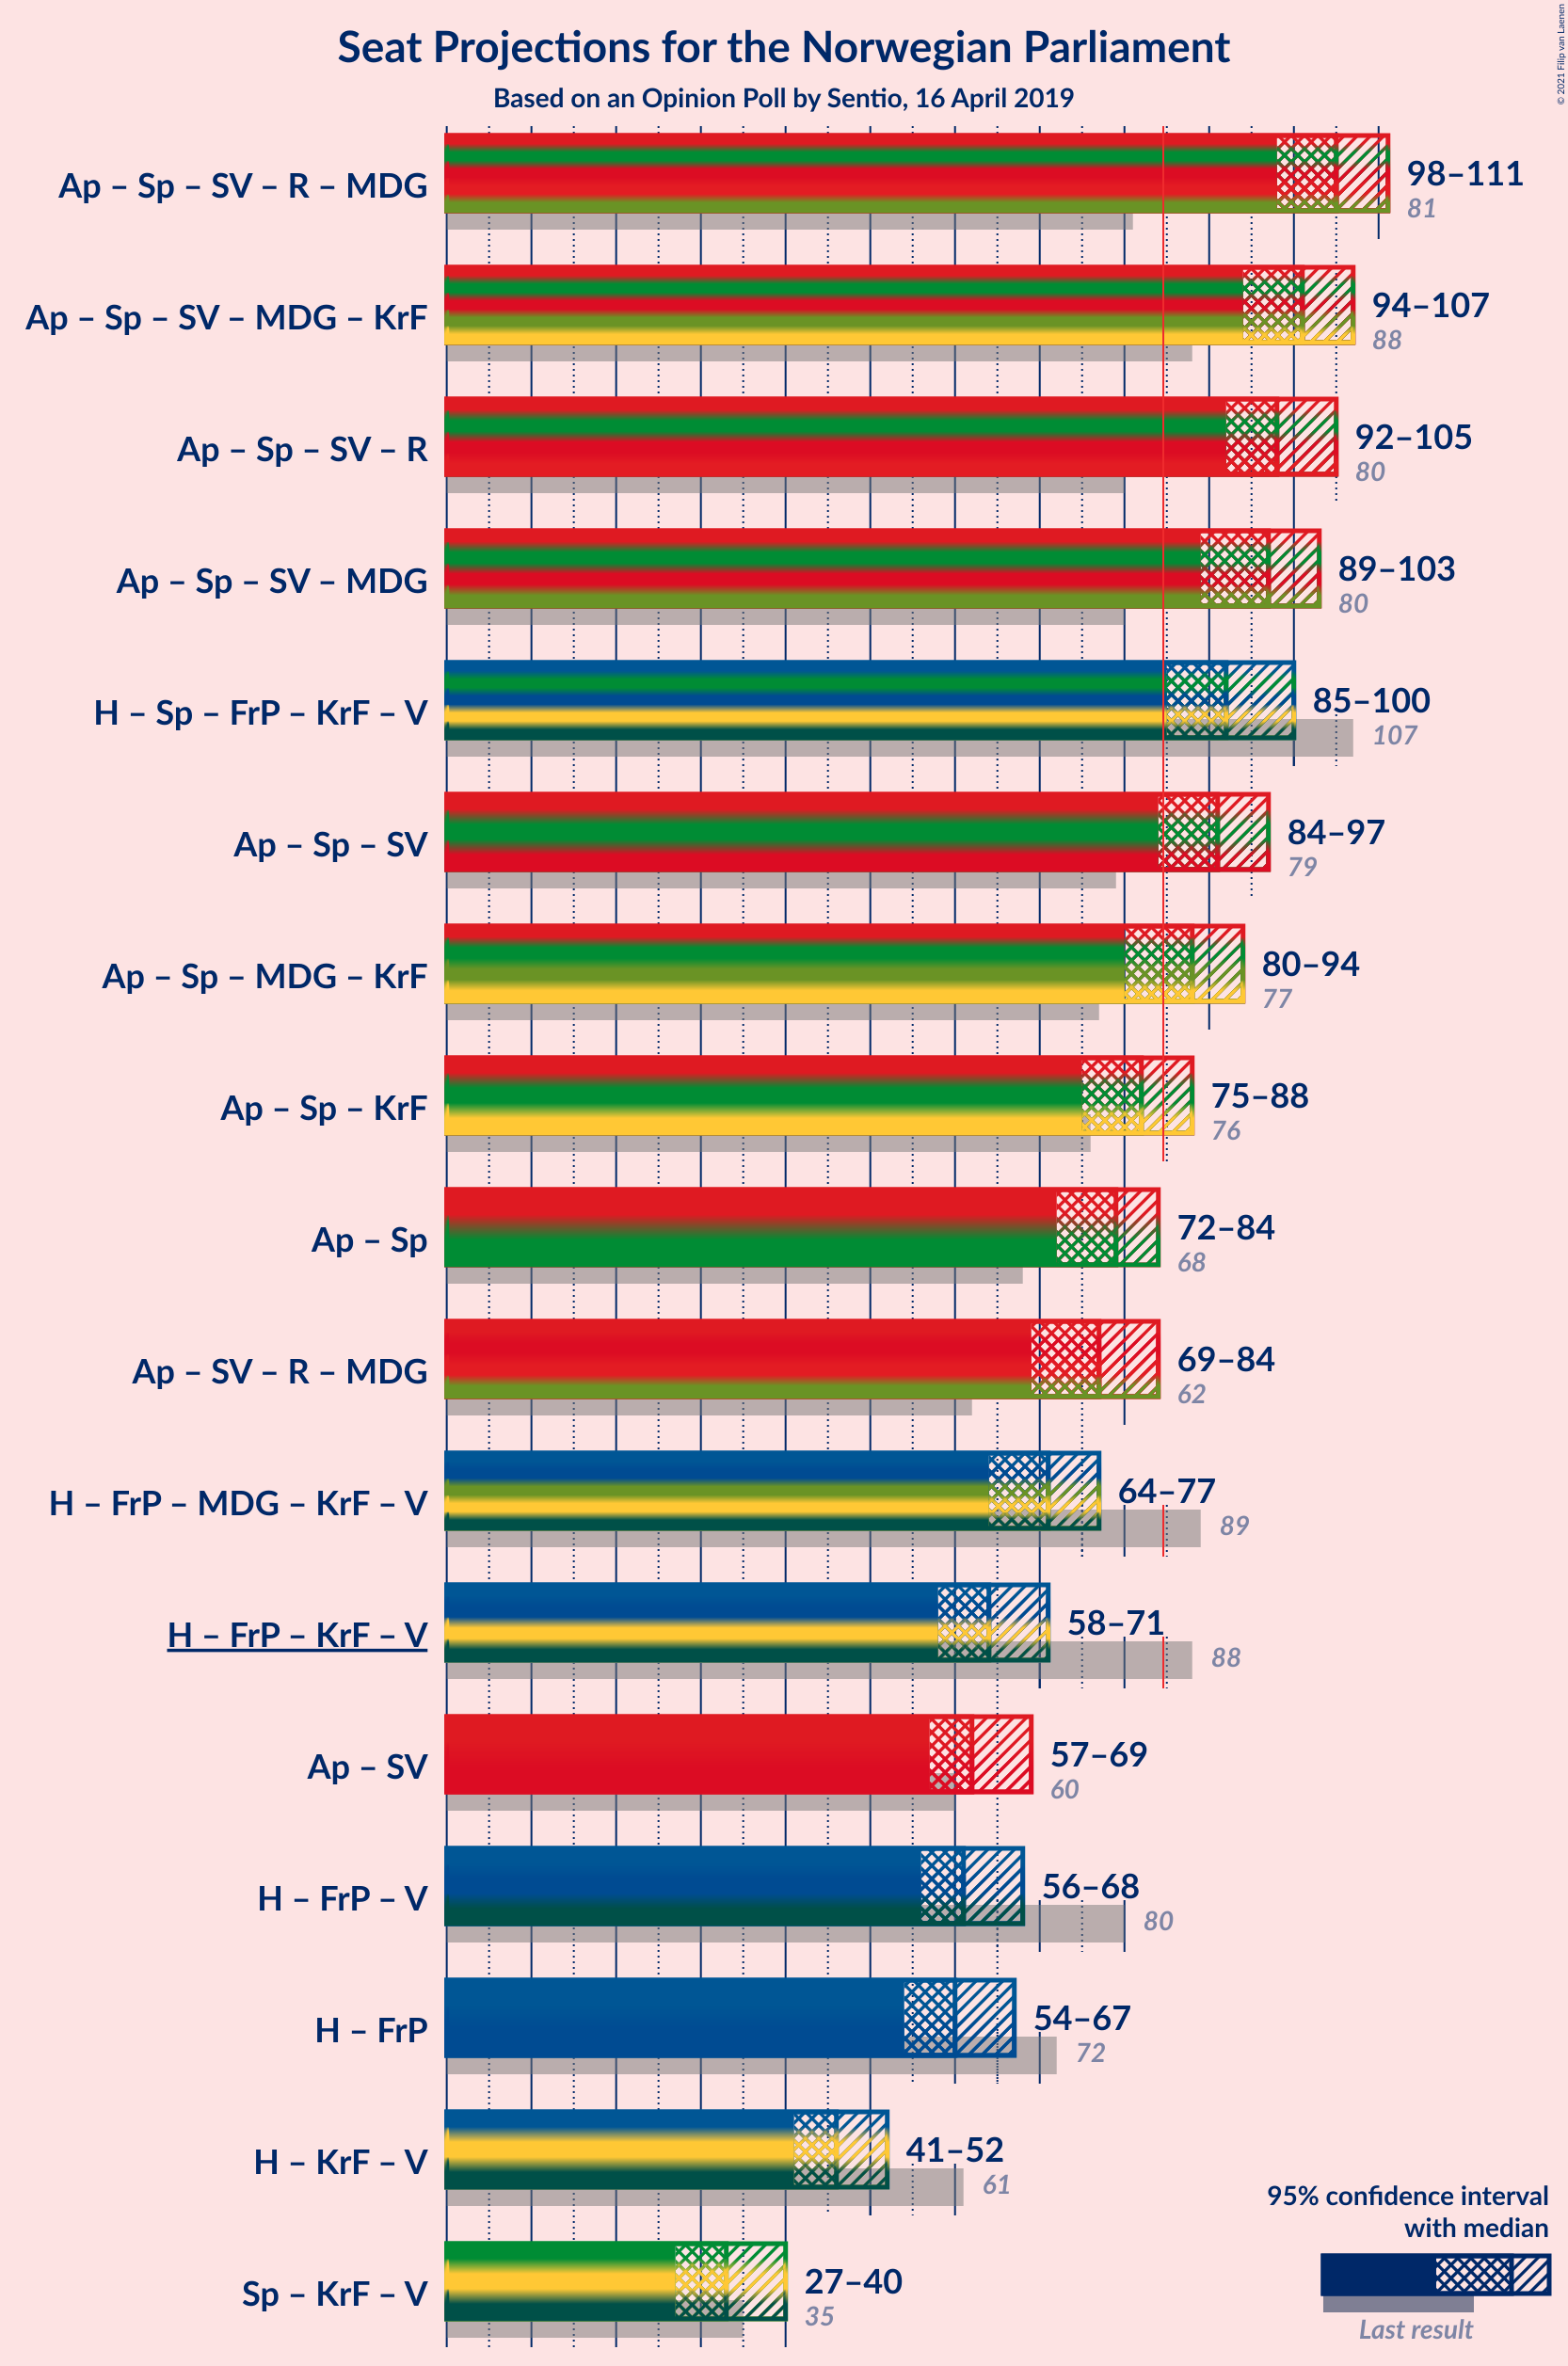 Seat Projections for the Norwegian Parliament
Based on an Opinion Poll by Sentio, 16 April 2019
© 2021 Filip van Laenen
Ap – Sp – SV – R – MDG
98–111
81
Ap – Sp – SV – MDG – KrF
94–107
88
Ap – Sp – SV – R
92–105
80
Ap – Sp – SV – MDG
89–103
80
H – Sp – FrP – KrF – V
85–100
107
Ap – Sp – SV
84–97
79
Ap – Sp – MDG – KrF
80–94
77
Ap – Sp – KrF
75–88
76
Ap – Sp
72–84
68
Ap – SV – R – MDG
69–84
62
H – FrP – MDG – KrF – V
64–77
89
H – FrP – KrF – V
58–71
88
Ap – SV
57–69
60
H – FrP – V
56–68
80
H – FrP
54–67
72
H – KrF – V
41–52
61
Sp – KrF – V
27–40
35
95% confidence interval
with median
Last result